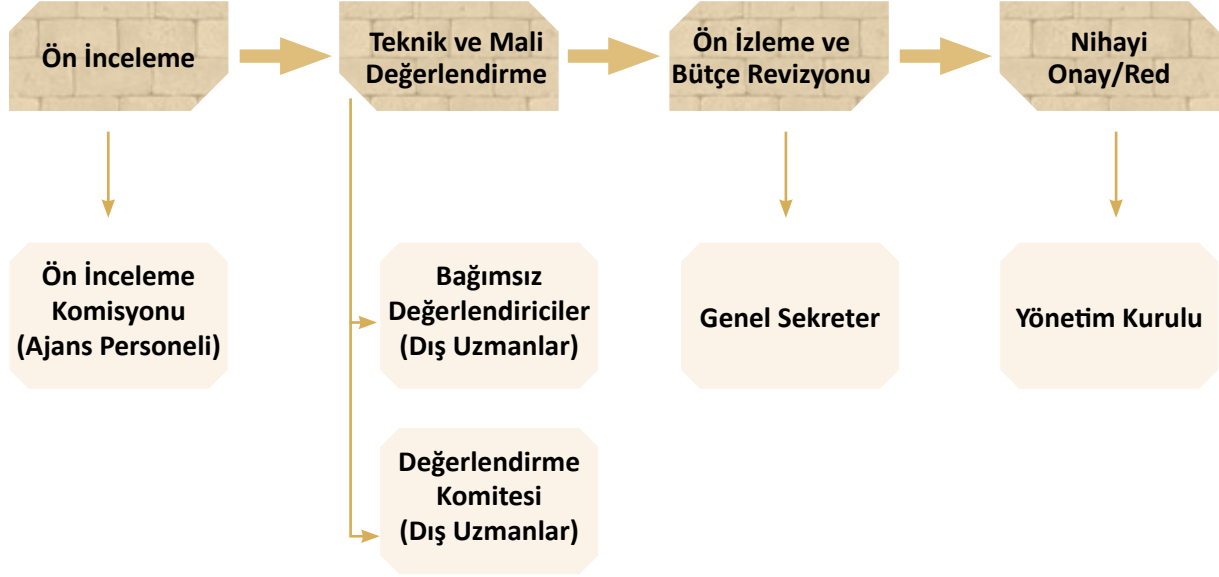 Ön İnceleme
Teknik ve Mali
Değerlendirme
Ön İzleme ve
Bütçe Revizyonu
Nihayi
Onay/Red
Ön İnceleme
Komisyonu
(Ajans Personeli)
Bağımsız
Değerlendiriciler
(Dış Uzmanlar)
Genel Sekreter
Yönetim Kurulu
Değerlendirme
Komitesi
(Dış Uzmanlar)